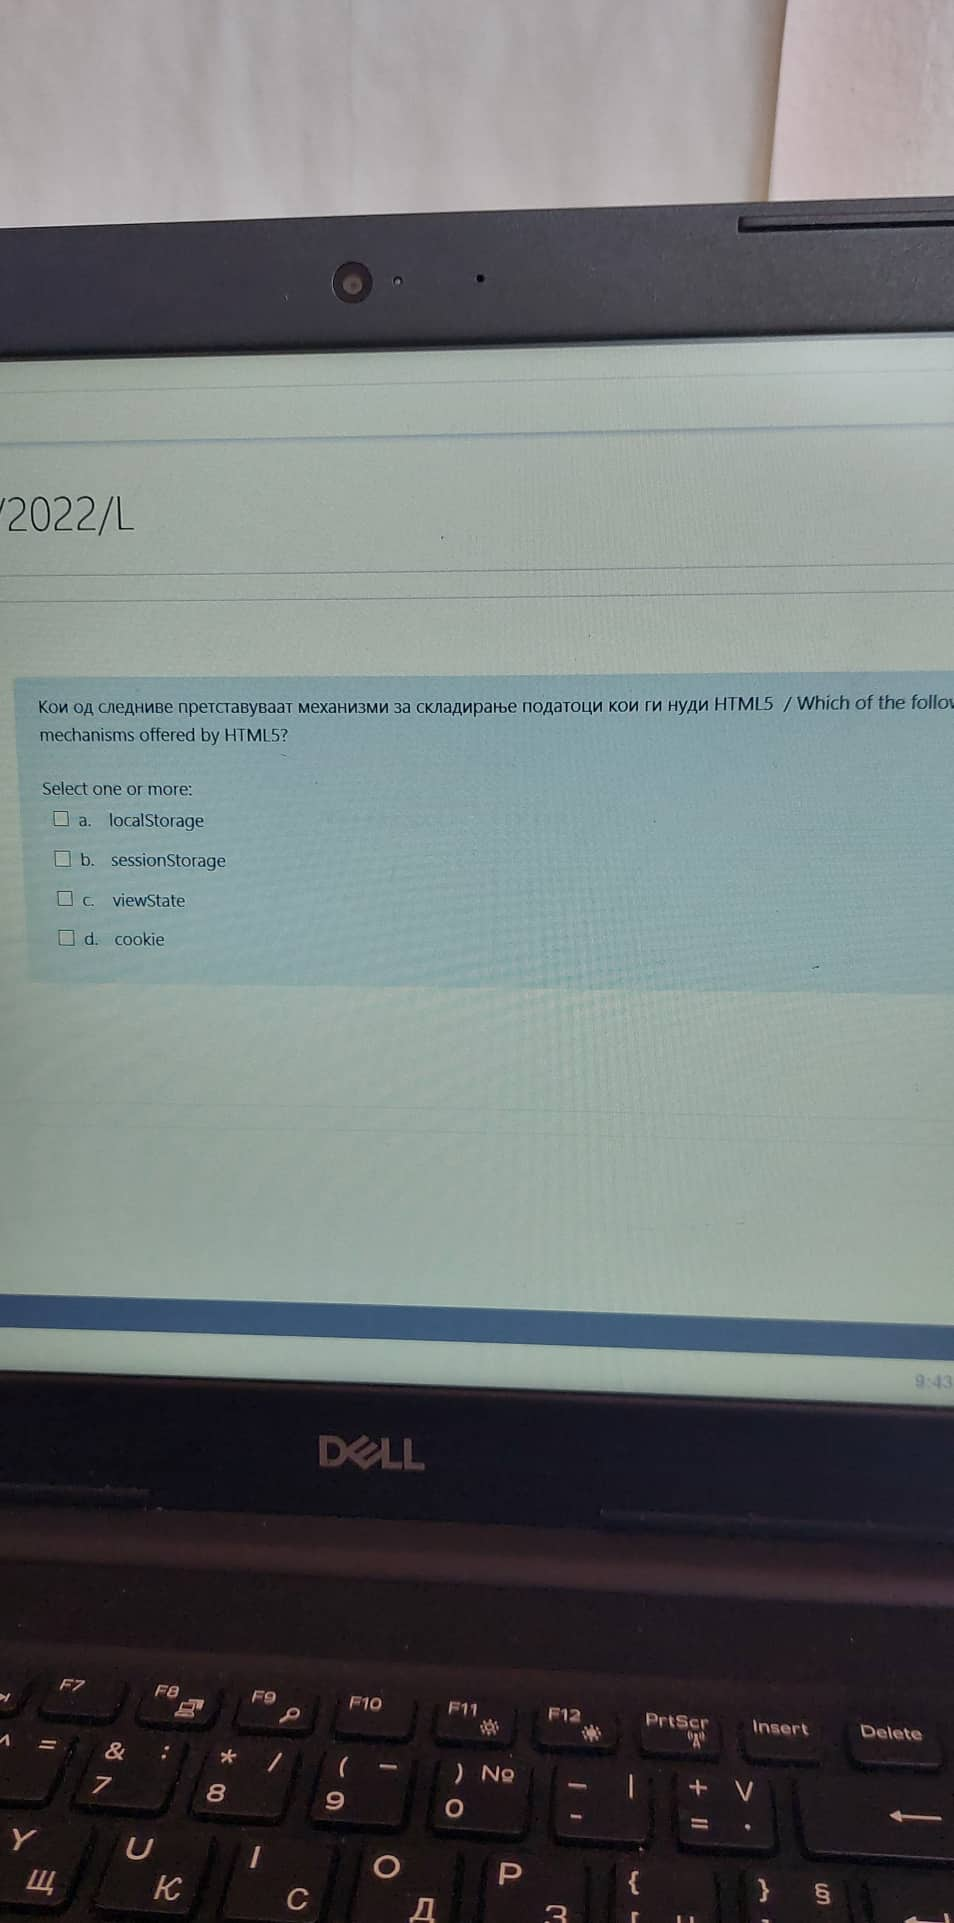 /2022/L
Кои од следниве претставуваат механизми за складирање податоци кои ги нуди HTML5 / Which of the follow
mechanisms offered by HTML5?
Select one or more:
a. localStorage
b. sessionStorage
c. viewState
d. cookie
9:43
DELL
F7 F8 F9 F10 F11 F12 PrtScr Insert Delete
= & 7 : * 8 / ( 9 – ) 0 № _ - | + = V .
Y Щ U К I С O Д P З { [ } §